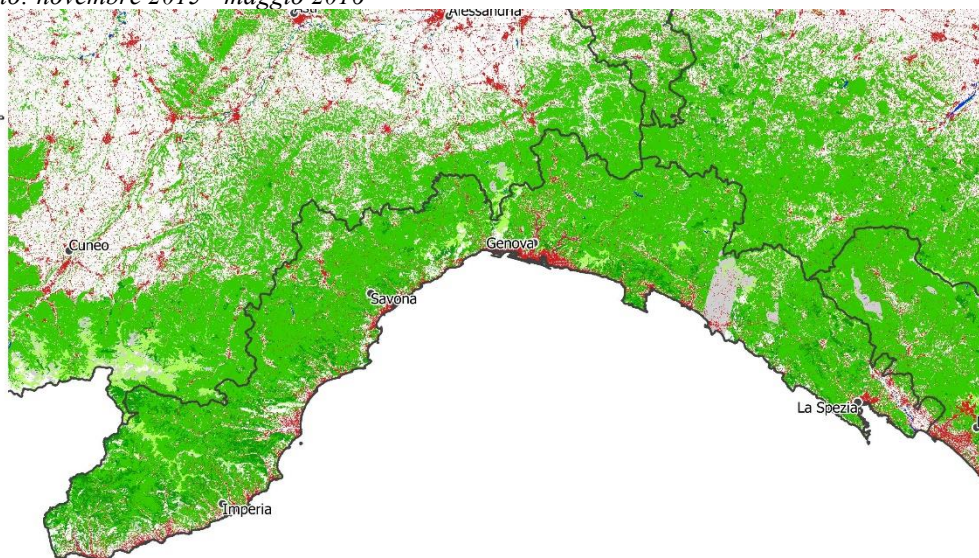 novembre 2015 - maggio 2016
Alessandria
Cuneo
Genova
Savona
La Spezia
Imperia